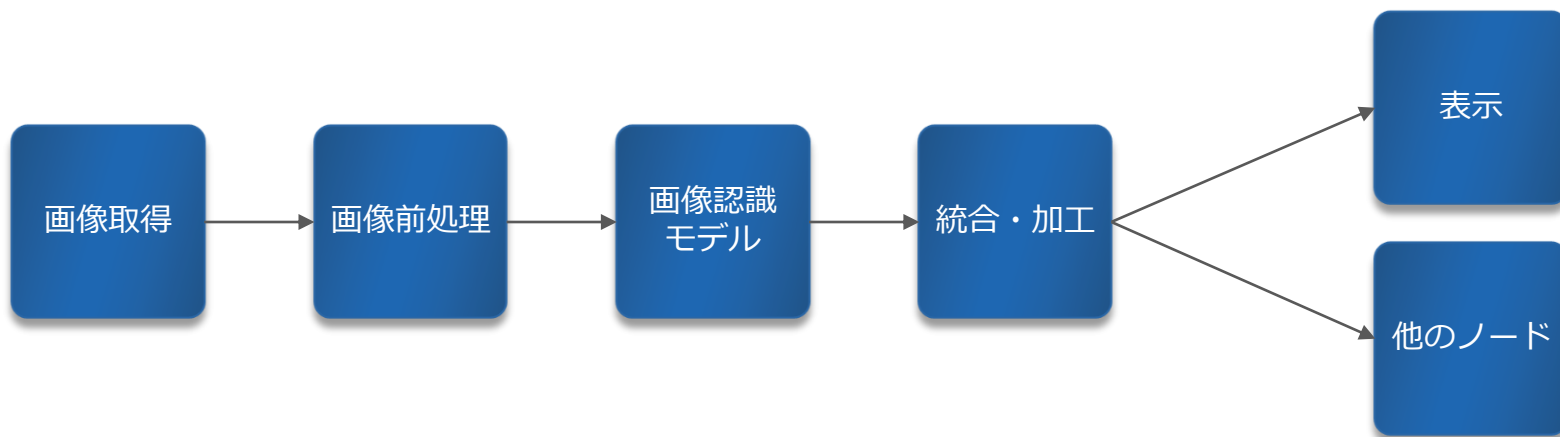 画像取得
画像前処理
画像認識
モデル
統合・加工
表示
他のノード